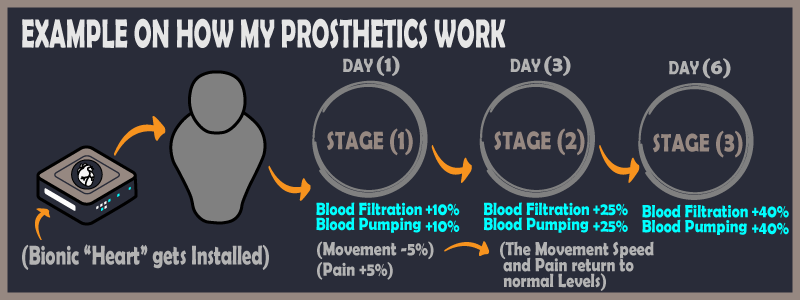 EXAMPLE ON HOW MY PROSTHETICS WORK
DAY (1)
DAY (3)
DAY (6)
STAGE (1)
STAGE (2)
STAGE (3)
Blood Filtration +10%
Blood Pumping +10%
Blood Filtration +25%
Blood Pumping +25%
Blood Filtration +40%
Blood Pumping +40%
(Bionic “Heart” gets Installed)
(Movement -5%)
(Pain +5%)
(The Movement Speed
and Pain return to
normal Levels)